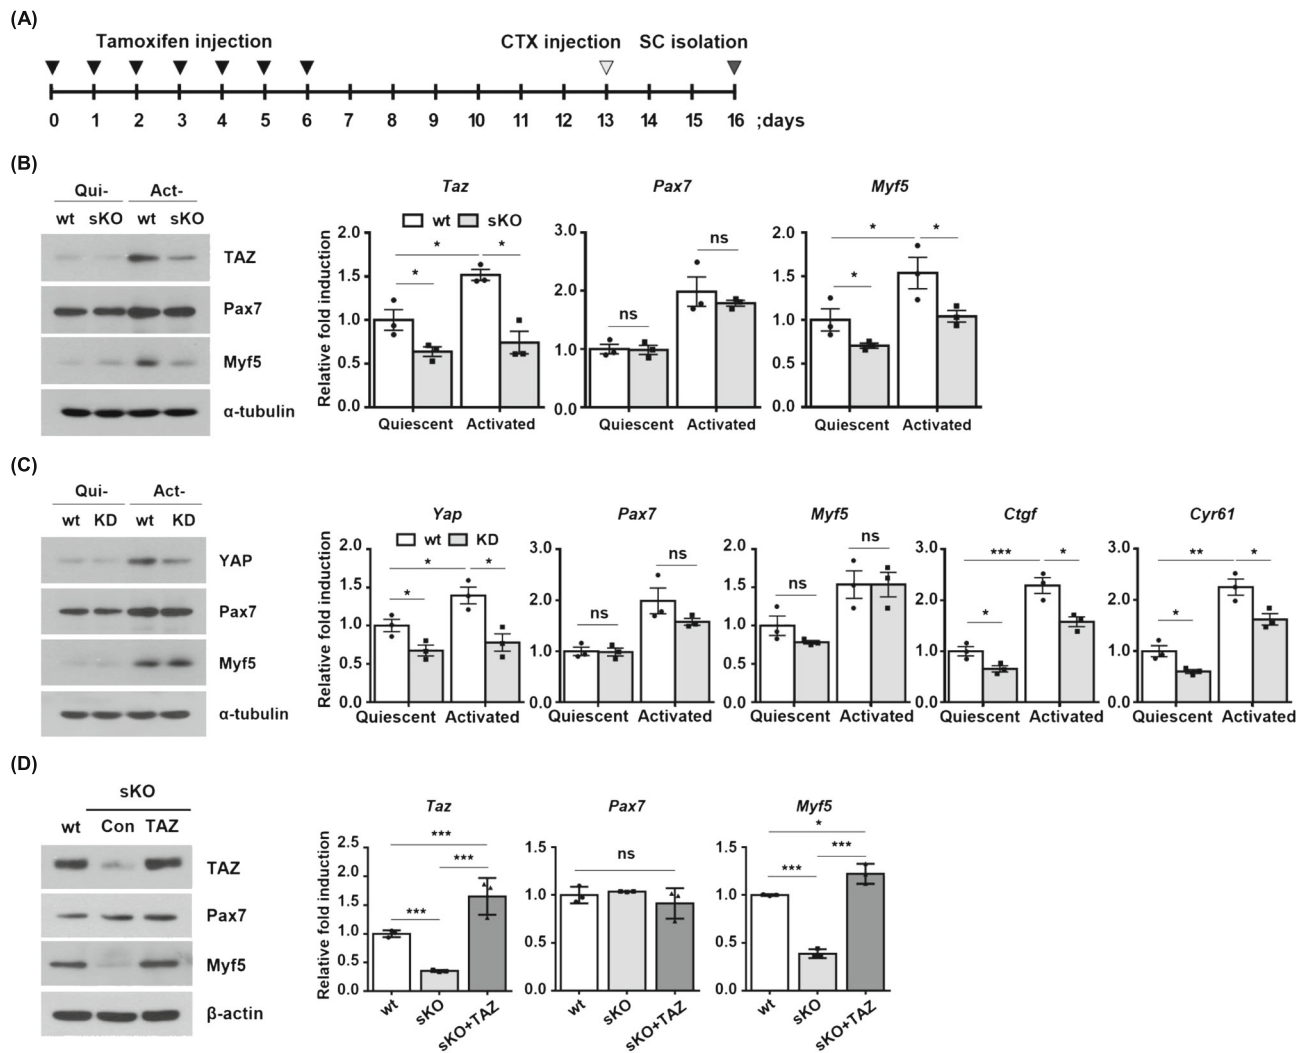 (A)
Tamoxifen injection CTX injection SC isolation
0 1 2 3 4 5 6 7 8 9 10 11 12 13 14 15 16 ;days
(B)
Qui- Act-
wt sKO wt sKO
TAZ
Pax7
Myf5
α-tubulin
Relative fold induction
Taz
wt sKO
2.0
1.5
1.0
0.5
0.0
* * *
Quiescent Activated
Pax7
3.0
2.0
1.0
0.0
ns ns
Quiescent Activated
Myf5
2.0
1.5
1.0
0.5
0.0
* * *
Quiescent Activated
(C)
Qui- Act-
wt KD wt KD
YAP
Pax7
Myf5
α-tubulin
Relative fold induction
Yap
wt KD
2.0
1.5
1.0
0.5
0.0
* * *
Quiescent Activated
Pax7
3.0
2.0
1.0
0.0
ns ns
Quiescent Activated
Myf5
2.0
1.5
1.0
0.5
0.0
ns ns
Quiescent Activated
Ctgf
3.0
2.0
1.0
0.0
*** * *
Quiescent Activated
Cyr61
3.0
2.0
1.0
0.0
** * *
Quiescent Activated
(D)
sKO
wt Con TAZ
TAZ
Pax7
Myf5
β-actin
Relative fold induction
Taz
2.5
2.0
1.5
1.0
0.5
0.0
***
***
***
wt sKO sKO+TAZ
Pax7
1.5
1.0
0.5
0.0
ns
wt sKO sKO+TAZ
Myf5
1.5
1.0
0.5
0.0
*
***
***
wt sKO sKO+TAZ